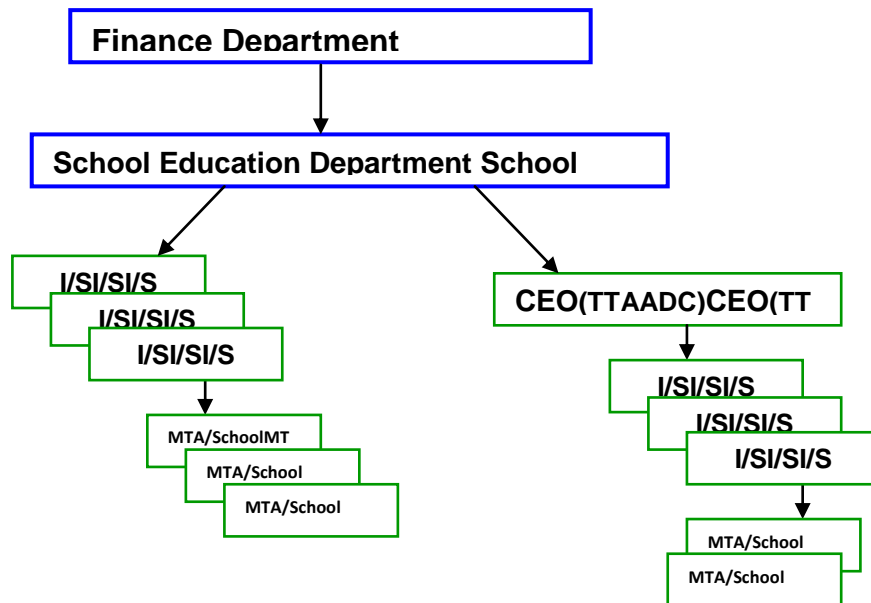 Finance Department
School Education Department School
I/SI/SI/S
I/SI/SI/S
I/SI/SI/S
MTA/SchoolMT
MTA/School
MTA/School
CEO(TTAADC)CEO(TT
I/SI/SI/S
I/SI/SI/S
I/SI/SI/S
MTA/School
MTA/School